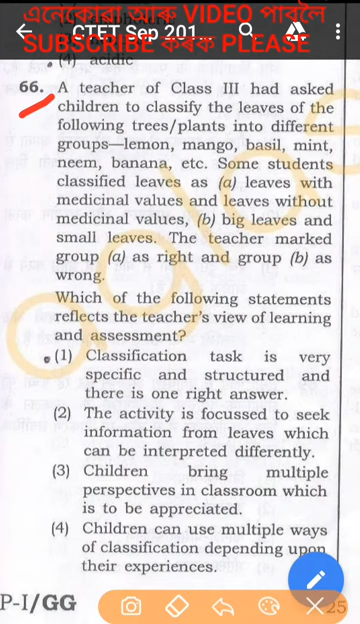 এনেকোৱা আৰু VIDEO পাবলৈ
SUBSCRIBE কৰক PLEASE
CTET Sep 201...
(4) acidic
66. A teacher of Class III had asked
children to classify the leaves of the
following trees/plants into different
groups—lemon, mango, basil, mint,
neem, banana, etc. Some students
classified leaves as (a) leaves with
medicinal values and leaves without
medicinal values, (b) big leaves and
small leaves. The teacher marked
group (a) as right and group (b) as
wrong.
Which of the following statements
reflects the teacher's view of learning
and assessment?
(1) Classification task is very
specific and structured and
there is one right answer.
(2) The activity is focussed to seek
information from leaves which
can be interpreted differently.
(3) Children bring multiple
perspectives in classroom which
is to be appreciated.
(4) Children can use multiple ways
of classification depending upon
their experiences.
P-I/GG
25